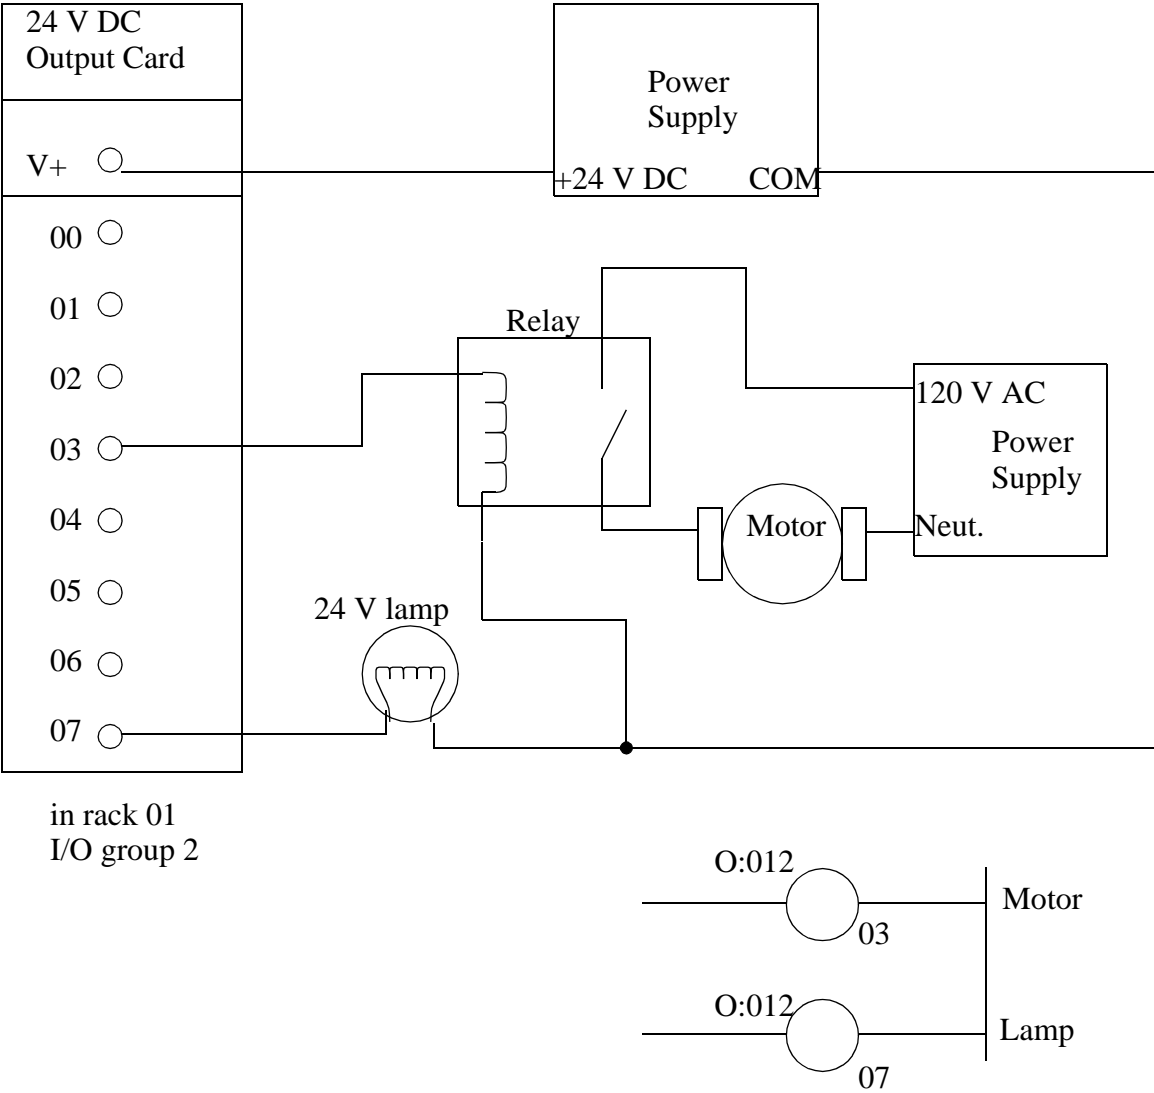 24 V DC
Output Card
Power
Supply
V+
+24 V DC
COM
00
01
Relay
02
120 V AC
03
Power
Supply
04
Motor
Neut.
05
24 V lamp
06
07
in rack 01
I/O group 2
O:012
Motor
03
O:012
Lamp
07